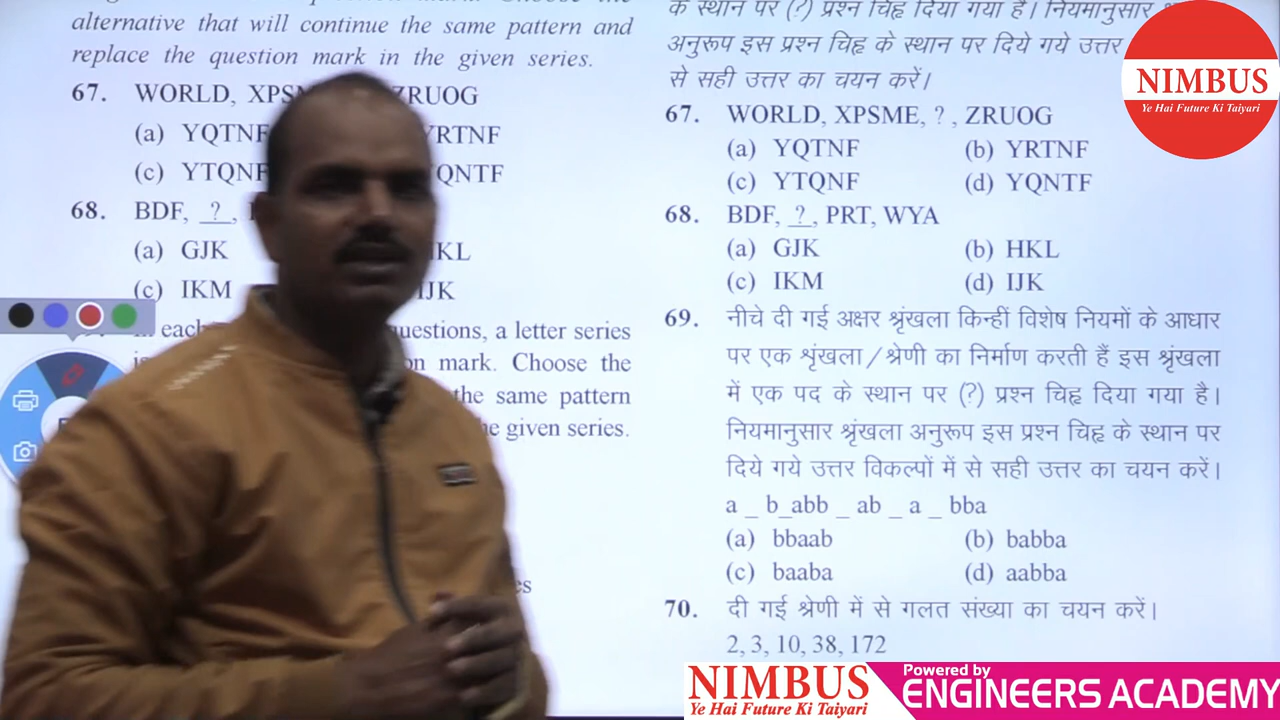 alternative that will continue the same pattern and
replace the question mark in the given series.
67. WORLD, ZRUOG
(a) YQTNF YRTNF
(c) YTQNF QNTF
68. BDF, ?,
(a) GJK KL
(c) IKM IJK
each uestions, a letter series
on mark. Choose the
the same pattern
given series.
es
के स्थान पर (?) प्रश्न चिह्न दिया गया है। नियमानुसार
अनुरूप इस प्रश्न चिह्न के स्थान पर दिये गये उत्तर
से सही उत्तर का चयन करें।
67. WORLD, XPSME, ? , ZRUOG
(a) YQTNF (b) YRTNF
(c) YTQNF (d) YQNTF
68. BDF, ?, PRT, WYA
(a) GJK (b) HKL
(c) IKM (d) IJK
69. नीचे दी गई अक्षर श्रृंखला किन्हीं विशेष नियमों के आधार
पर एक श्रृंखला/श्रेणी का निर्माण करती हैं इस श्रृंखला
में एक पद के स्थान पर (?) प्रश्न चिह्न दिया गया है।
नियमानुसार श्रृंखला अनुरूप इस प्रश्न चिह्न के स्थान पर
दिये गये उत्तर विकल्पों में से सही उत्तर का चयन करें।
a _ b_abb _ ab _ a _ bba
(a) bbaab (b) babba
(c) baaba (d) aabba
70. दी गई श्रेणी में से गलत संख्या का चयन करें।
2, 3, 10, 38, 172
NIMBUS
Ye Hai Future Ki Taiyari
NIMBUS
Ye Hai Future Ki Taiyari
Powered by
ENGINEERS ACADEMY